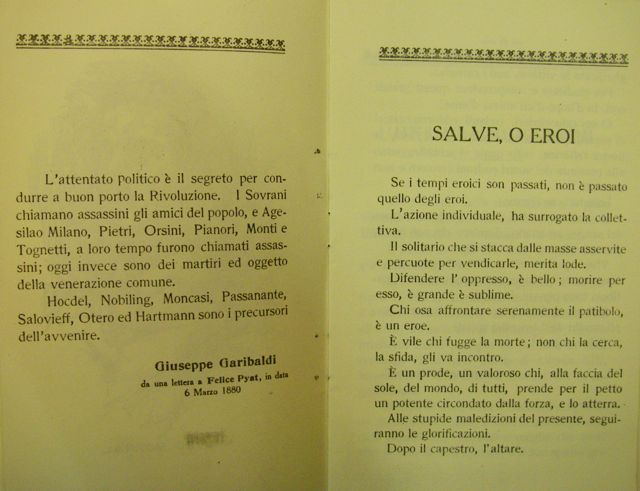 L'attentato politico è il segreto per con-
durre a buon porto la Rivoluzione. I Sovrani
chiamano assassini gli amici del popolo, e Age-
silao Milano, Pietri, Orsini, Pianori, Monti e
Tognetti, a loro tempo furono chiamati assas-
sini; oggi invece sono dei martiri ed oggetto
della venerazione comune.
Hocdel, Nobiling, Moncasi, Passanante,
Salovieff, Otero ed Hartmann sono i precursori
dell'avvenire.
Giuseppe Garibaldi
da una lettera a Felice Pyat, in data
6 Marzo 1880
SALVE, O EROI
Se i tempi eroici son passati, non è passato
quello degli eroi.
L'azione individuale, ha surrogato la collet-
tiva.
Il solitario che si stacca dalle masse asservite
e percuote per vendicarle, merita lode.
Difendere l'oppresso, è bello; morire per
esso, è grande è sublime.
Chi osa affrontare serenamente il patibolo,
è un eroe.
È vile chi fugge la morte; non chi la cerca,
la sfida, gli va incontro.
È un prode, un valoroso chi, alla faccia del
sole, del mondo, di tutti, prende per il petto
un potente circondato dalla forza, e lo atterra.
Alle stupide maledizioni del presente, segui-
ranno le glorificazioni.
Dopo il capestro, l'altare.